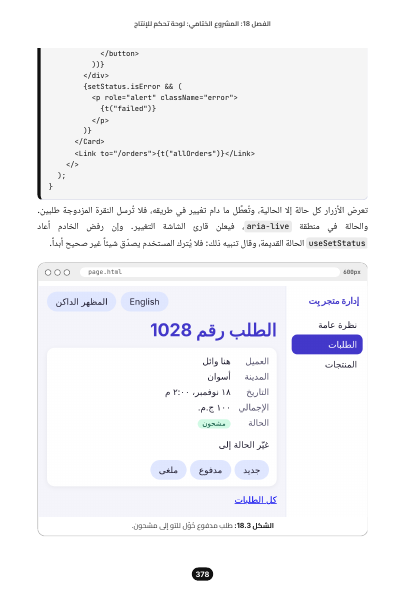 الفصل 18: المشروع الختامي: لوحة تحكم للإنتاج
</button>
))}
</div>
{setStatus.isError && (
<p role="alert" className="error">
{t("failed")}
</p>
)}
</Card>
<Link to="/orders">{t("allOrders")}</Link>
</>
);
}
تعرض الأزرار كل حالة إلا الحالية، وتُعطَّل ما دام تغيير في طريقه، فلا تُرسل النقرة المزدوجة طلبين.
والحالة في منطقة aria-live، فيعلن قارئ الشاشة التغيير. وإن رفض الخادم أعاد
useSetStatus الحالة القديمة، وقال تنبيه ذلك: فلا يُترك المستخدم يصدّق شيئاً غير صحيح أبداً.
page.html
600px
إدارة متجر بِت
نظرة عامة
الطلبات
المنتجات
English
المظهر الداكن
الطلب رقم 1028
العميل هنا وائل
المدينة أسوان
التاريخ ١٨ نوفمبر، ٢:٠٠ م
الإجمالي ١٠٠ ج.م.
الحالة مشحون
غيّر الحالة إلى
جديد مدفوع ملغى
كل الطلبات
الشكل 18.3: طلب مدفوع حُوّل للتو إلى مشحون.
378